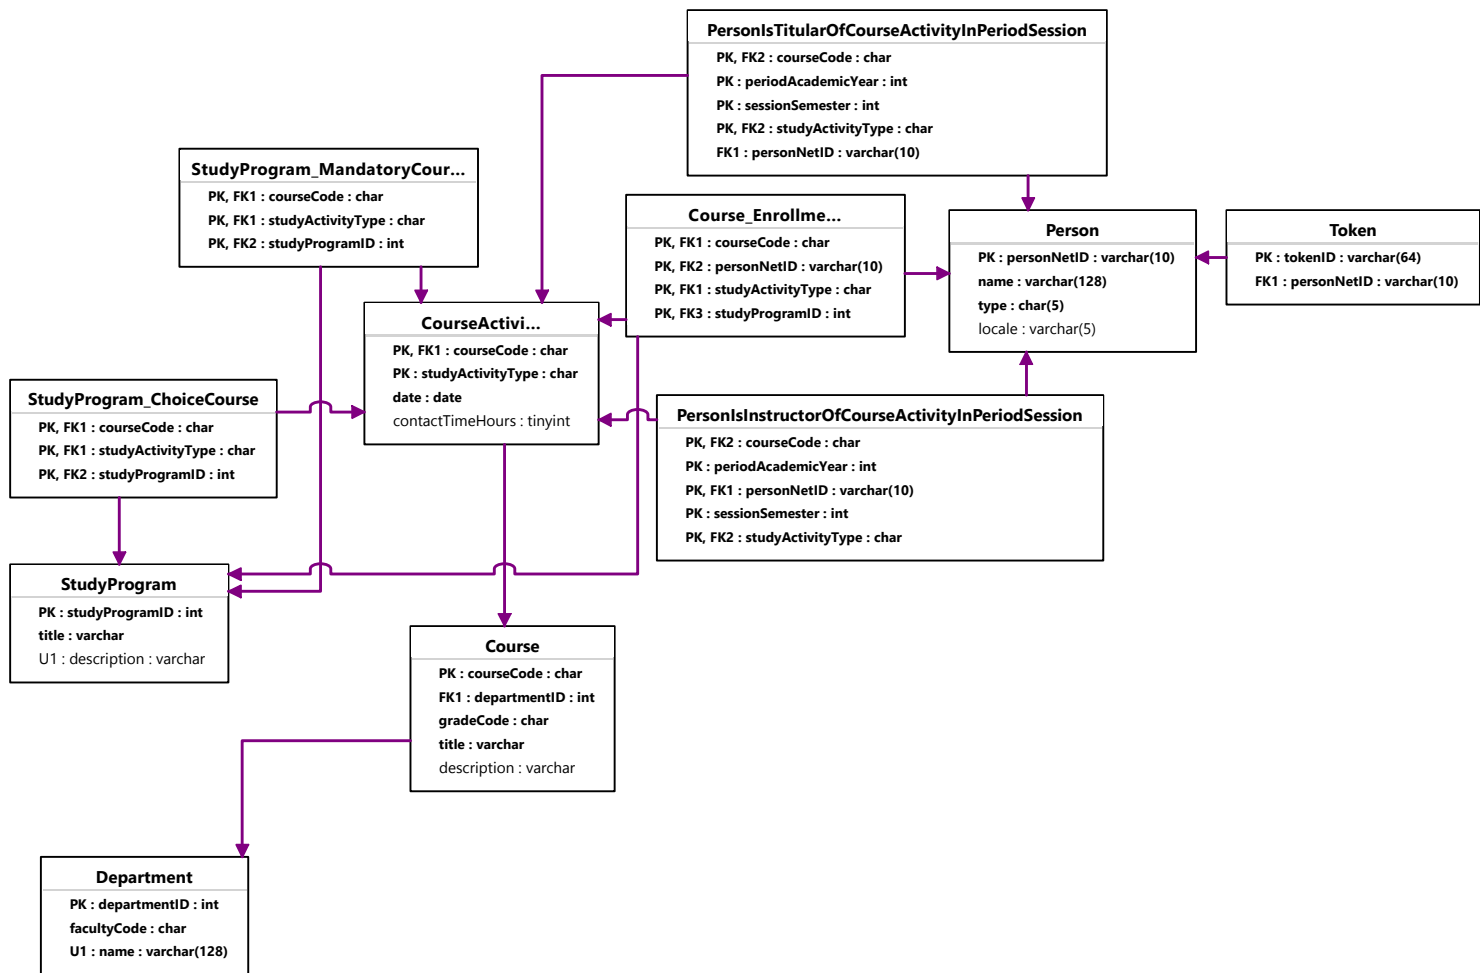 PersonIsTitularOfCourseActivityInPeriodSession
PK, FK2 : courseCode : char
PK : periodAcademicYear : int
PK : sessionSemester : int
PK, FK2 : studyActivityType : char
FK1 : personNetID : varchar(10)
StudyProgram_MandatoryCour...
PK, FK1 : courseCode : char
PK, FK1 : studyActivityType : char
PK, FK2 : studyProgramID : int
Course_Enrollme...
PK, FK1 : courseCode : char
PK, FK2 : personNetID : varchar(10)
PK, FK1 : studyActivityType : char
PK, FK3 : studyProgramID : int
Person
PK : personNetID : varchar(10)
name : varchar(128)
type : char(5)
locale : varchar(5)
Token
PK : tokenID : varchar(64)
FK1 : personNetID : varchar(10)
CourseActivi...
PK, FK1 : courseCode : char
PK : studyActivityType : char
date : date
contactTimeHours : tinyint
StudyProgram_ChoiceCourse
PK, FK1 : courseCode : char
PK, FK1 : studyActivityType : char
PK, FK2 : studyProgramID : int
PersonIsInstructorOfCourseActivityInPeriodSession
PK, FK2 : courseCode : char
PK : periodAcademicYear : int
PK, FK1 : personNetID : varchar(10)
PK : sessionSemester : int
PK, FK2 : studyActivityType : char
StudyProgram
PK : studyProgramID : int
title : varchar
U1 : description : varchar
Course
PK : courseCode : char
FK1 : departmentID : int
gradeCode : char
title : varchar
description : varchar
Department
PK : departmentID : int
facultyCode : char
U1 : name : varchar(128)